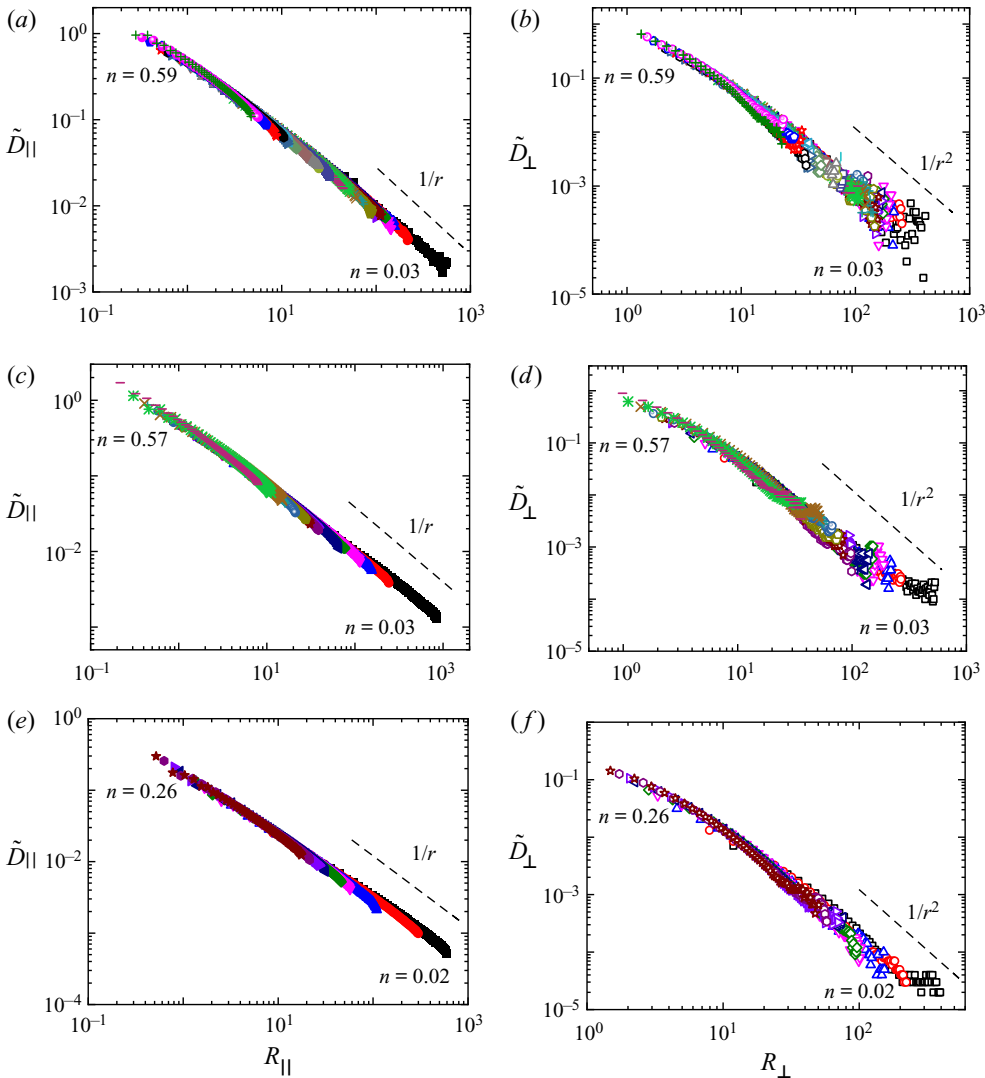 (a)
10^0
n = 0.59
10^{-1}
D̃_{||}
1/r
10^{-2}
n = 0.03
10^{-3}
10^{-1} 10^1 10^3
(b)
n = 0.59
10^{-1}
D̃_⊥
1/r^2
10^{-3}
n = 0.03
10^{-5}
10^0 10^1 10^2 10^3
(c)
10^0
n = 0.57
D̃_{||}
1/r
10^{-2}
n = 0.03
10^{-1} 10^1 10^3
(d)
n = 0.57
10^{-1}
D̃_⊥
1/r^2
10^{-3}
n = 0.03
10^{-5}
10^0 10^1 10^2 10^3
(e)
10^0
n = 0.26
D̃_{||}
1/r
10^{-2}
n = 0.02
10^{-4}
10^{-1} 10^1 10^3
R_{||}
(f)
10^{-1}
n = 0.26
D̃_⊥
1/r^2
10^{-3}
n = 0.02
10^{-5}
10^0 10^1 10^2
R_⊥